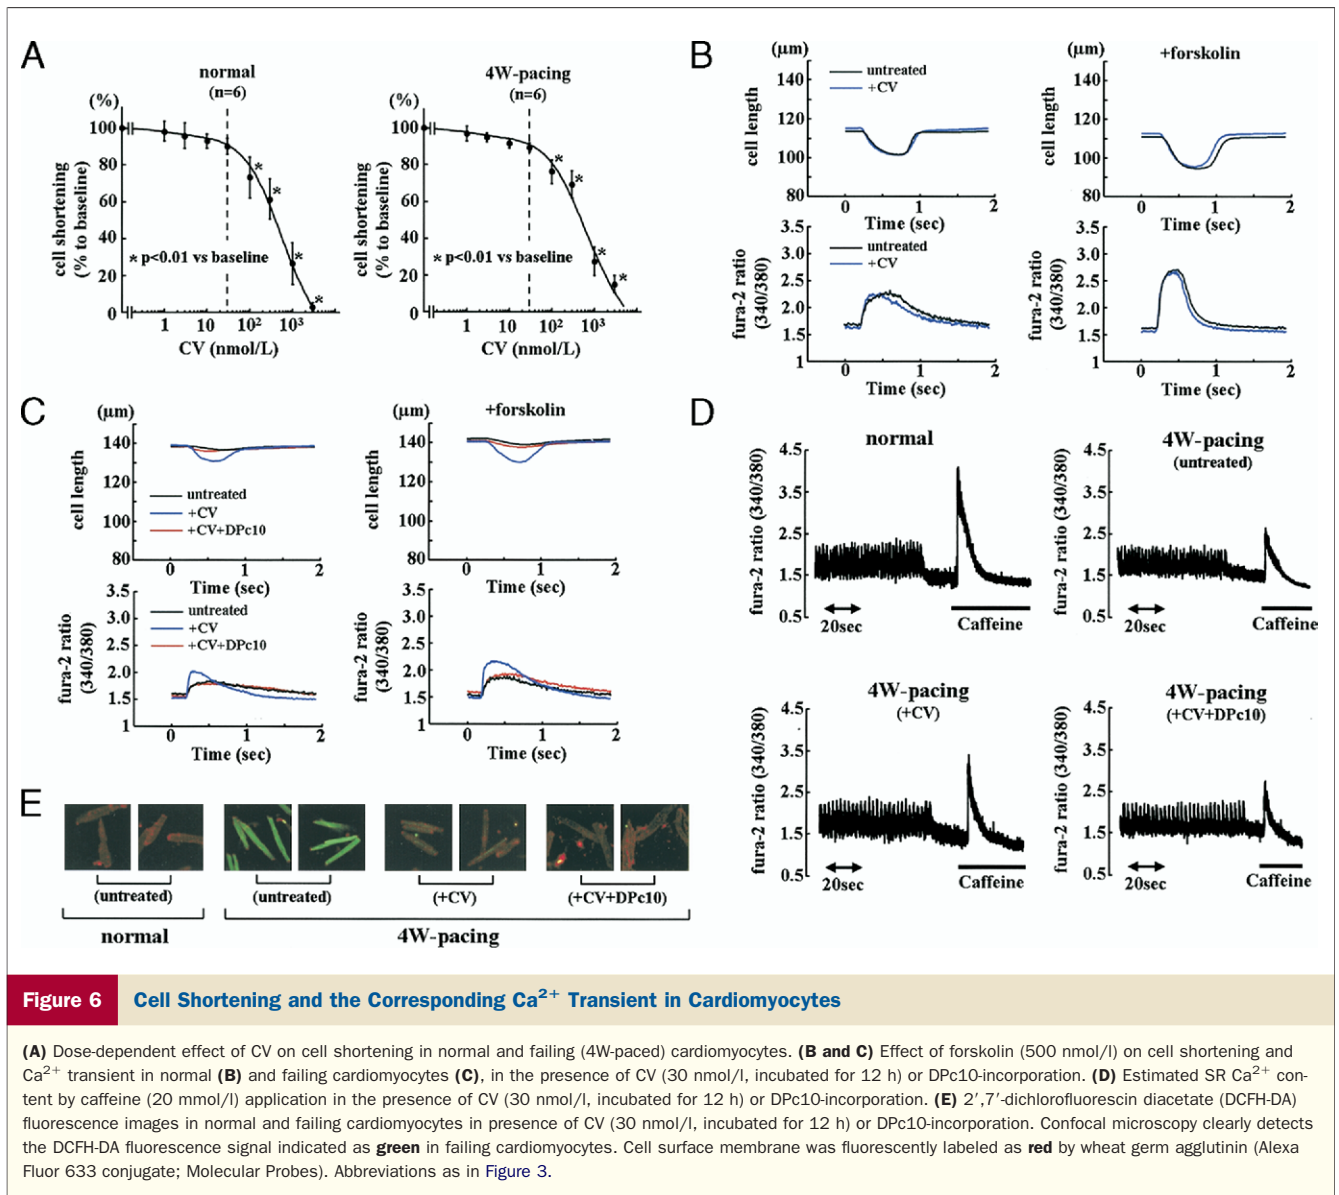 A
normal
(n=6)
(%)
100
80
60
40
20
0
cell shortening
(% to baseline)
* p<0.01 vs baseline
*
*
*
*
1
10
10²
10³
CV (nmol/L)
4W-pacing
(n=6)
(%)
100
80
60
40
20
0
cell shortening
(% to baseline)
* p<0.01 vs baseline
*
*
*
*
1
10
10²
10³
CV (nmol/L)
B
(μm)
140
120
100
80
cell length
untreated
+CV
0
1
2
Time (sec)
(μm)
+forskolin
140
120
100
80
cell length
0
1
2
Time (sec)
3.5
3.0
2.5
2.0
1.5
1
fura-2 ratio
(340/380)
untreated
+CV
0
1
2
Time (sec)
3.5
3.0
2.5
2.0
1.5
1
fura-2 ratio
(340/380)
0
1
2
Time (sec)
C
(μm)
140
120
100
80
cell length
untreated
+CV
+CV+DPc10
0
1
2
Time (sec)
(μm)
+forskolin
140
120
100
80
cell length
0
1
2
Time (sec)
3.5
3.0
2.5
2.0
1.5
1
fura-2 ratio
(340/380)
untreated
+CV
+CV+DPc10
0
1
2
Time (sec)
3.5
3.0
2.5
2.0
1.5
1
fura-2 ratio
(340/380)
0
1
2
Time (sec)
D
normal
4.5
3.5
2.5
1.5
0.5
fura-2 ratio (340/380)
20sec
Caffeine
4W-pacing
(untreated)
4.5
3.5
2.5
1.5
0.5
fura-2 ratio (340/380)
20sec
Caffeine
4W-pacing
(+CV)
4.5
3.5
2.5
1.5
0.5
fura-2 ratio (340/380)
20sec
Caffeine
4W-pacing
(+CV+DPc10)
4.5
3.5
2.5
1.5
0.5
fura-2 ratio (340/380)
20sec
Caffeine
E
(untreated)
(untreated)
(+CV)
(+CV+DPc10)
normal
4W-pacing
Figure 6 Cell Shortening and the Corresponding Ca²⁺ Transient in Cardiomyocytes
(A) Dose-dependent effect of CV on cell shortening in normal and failing (4W-paced) cardiomyocytes. (B and C) Effect of forskolin (500 nmol/l) on cell shortening and
Ca²⁺ transient in normal (B) and failing cardiomyocytes (C), in the presence of CV (30 nmol/l, incubated for 12 h) or DPc10-incorporation. (D) Estimated SR Ca²⁺ con-
tent by caffeine (20 mmol/l) application in the presence of CV (30 nmol/l, incubated for 12 h) or DPc10-incorporation. (E) 2′,7′-dichlorofluorescin diacetate (DCFH-DA)
fluorescence images in normal and failing cardiomyocytes in presence of CV (30 nmol/l, incubated for 12 h) or DPc10-incorporation. Confocal microscopy clearly detects
the DCFH-DA fluorescence signal indicated as green in failing cardiomyocytes. Cell surface membrane was fluorescently labeled as red by wheat germ agglutinin (Alexa
Fluor 633 conjugate; Molecular Probes). Abbreviations as in Figure 3.